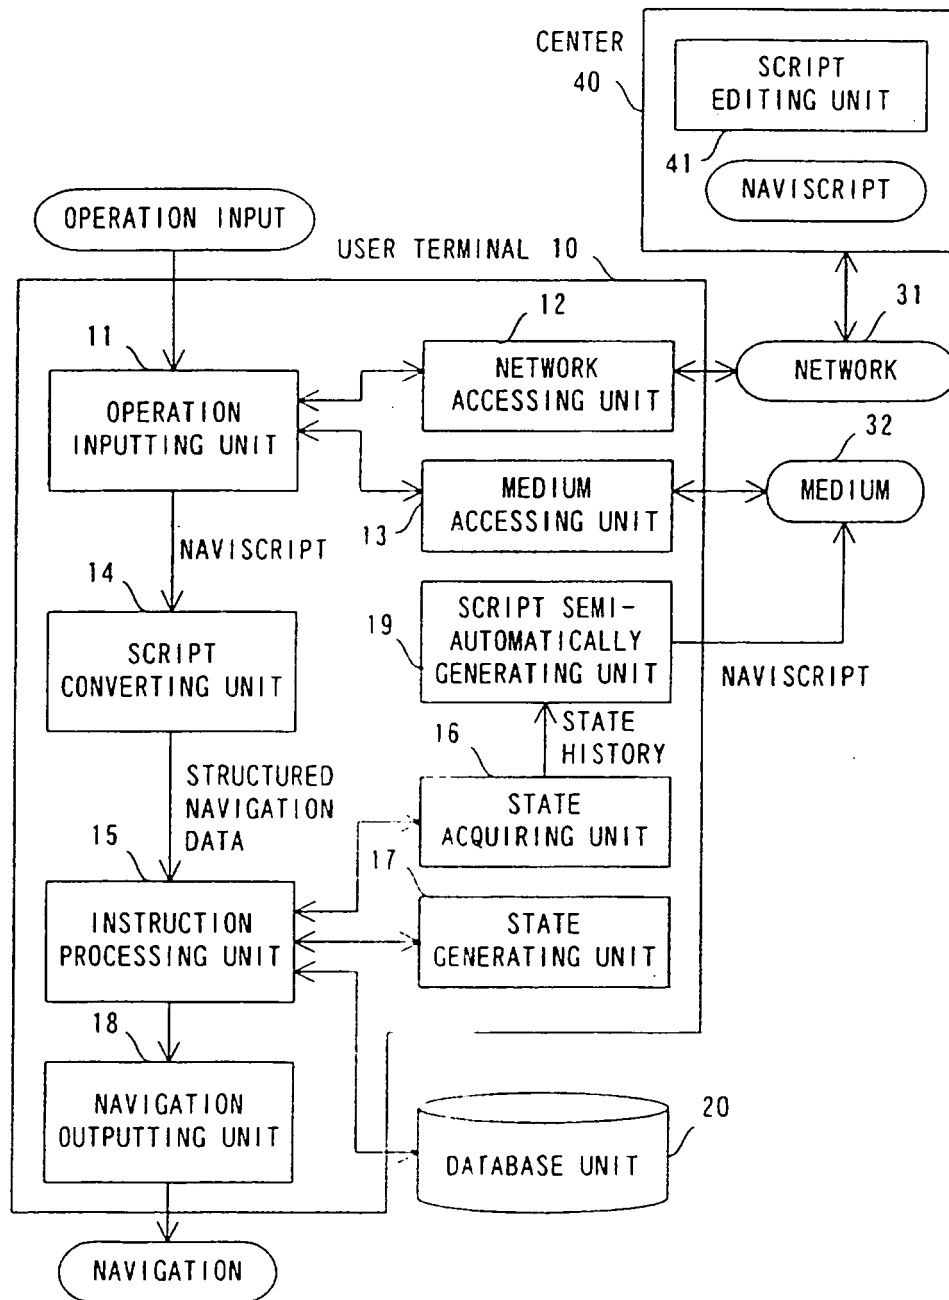 CENTER
40
SCRIPT
EDITING UNIT
41
NAVISCRIPT
OPERATION INPUT
USER TERMINAL 10
31
11
12
NETWORK
ACCESSING UNIT
NETWORK
OPERATION
INPUTTING UNIT
32
MEDIUM
ACCESSING UNIT
13
MEDIUM
NAVISCRIPT
14
SCRIPT SEMI-
AUTOMATICALLY
GENERATING UNIT
19
SCRIPT
CONVERTING UNIT
NAVISCRIPT
STATE
HISTORY
16
STRUCTURED
NAVIGATION
DATA
STATE
ACQUIRING UNIT
15
17
INSTRUCTION
PROCESSING UNIT
STATE
GENERATING UNIT
18
NAVIGATION
OUTPUTTING UNIT
20
DATABASE UNIT
NAVIGATION